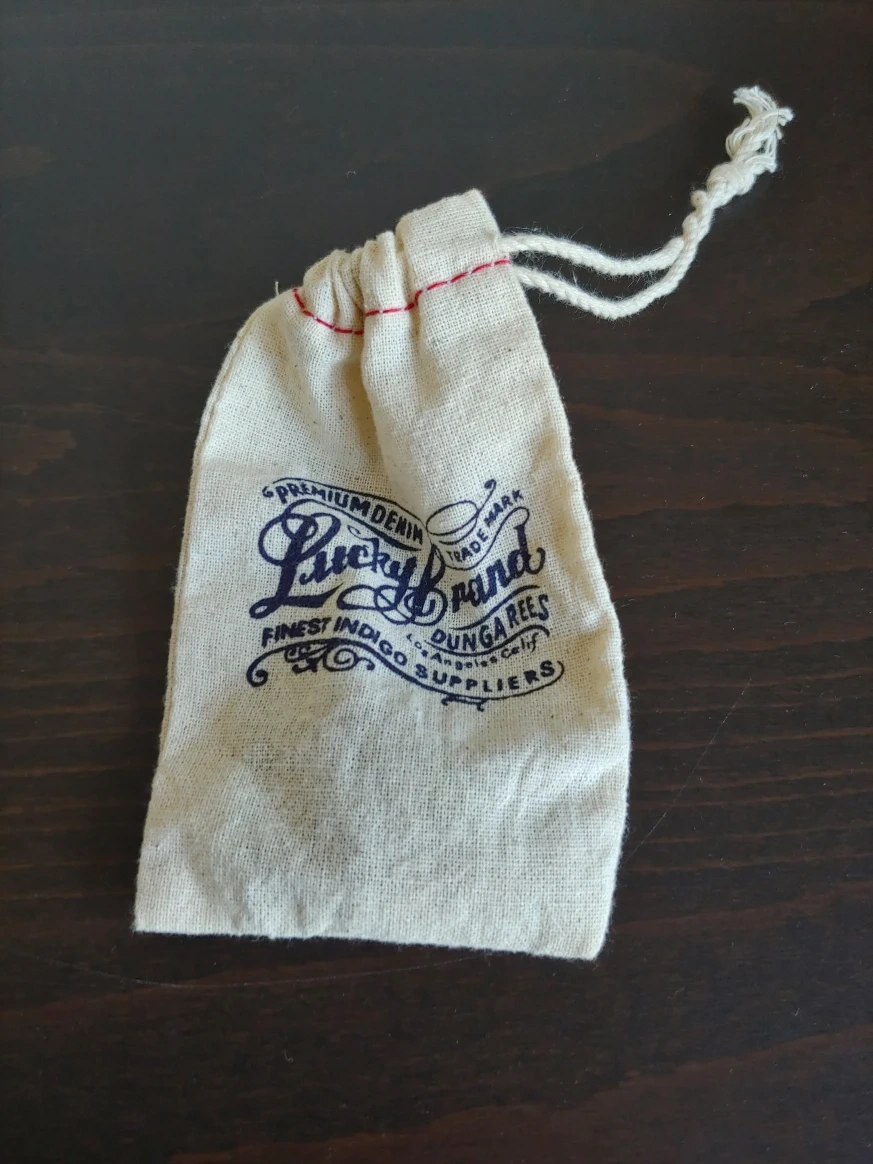 PREMIUM DENIM
TRADE MARK
Lucky Brand
DUNGAREES
Los Angeles Calif
FINEST INDIGO SUPPLIERS